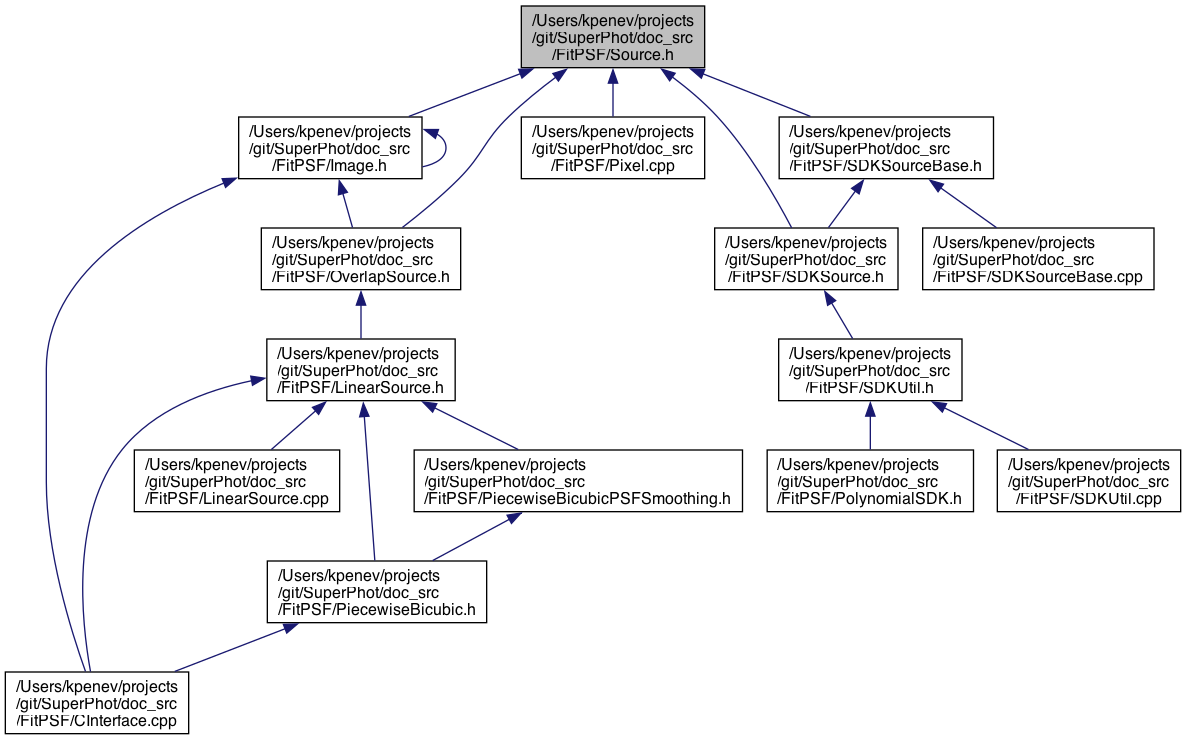 /Users/kpenev/projects
/git/SuperPhot/doc_src
/FitPSF/Source.h
/Users/kpenev/projects
/git/SuperPhot/doc_src
/FitPSF/Image.h
/Users/kpenev/projects
/git/SuperPhot/doc_src
/FitPSF/Pixel.cpp
/Users/kpenev/projects
/git/SuperPhot/doc_src
/FitPSF/SDKSourceBase.h
/Users/kpenev/projects
/git/SuperPhot/doc_src
/FitPSF/OverlapSource.h
/Users/kpenev/projects
/git/SuperPhot/doc_src
/FitPSF/SDKSource.h
/Users/kpenev/projects
/git/SuperPhot/doc_src
/FitPSF/SDKSourceBase.cpp
/Users/kpenev/projects
/git/SuperPhot/doc_src
/FitPSF/LinearSource.h
/Users/kpenev/projects
/git/SuperPhot/doc_src
/FitPSF/SDKUtil.h
/Users/kpenev/projects
/git/SuperPhot/doc_src
/FitPSF/LinearSource.cpp
/Users/kpenev/projects
/git/SuperPhot/doc_src
/FitPSF/PiecewiseBicubicPSFSmoothing.h
/Users/kpenev/projects
/git/SuperPhot/doc_src
/FitPSF/PolynomialSDK.h
/Users/kpenev/projects
/git/SuperPhot/doc_src
/FitPSF/SDKUtil.cpp
/Users/kpenev/projects
/git/SuperPhot/doc_src
/FitPSF/PiecewiseBicubic.h
/Users/kpenev/projects
/git/SuperPhot/doc_src
/FitPSF/CInterface.cpp